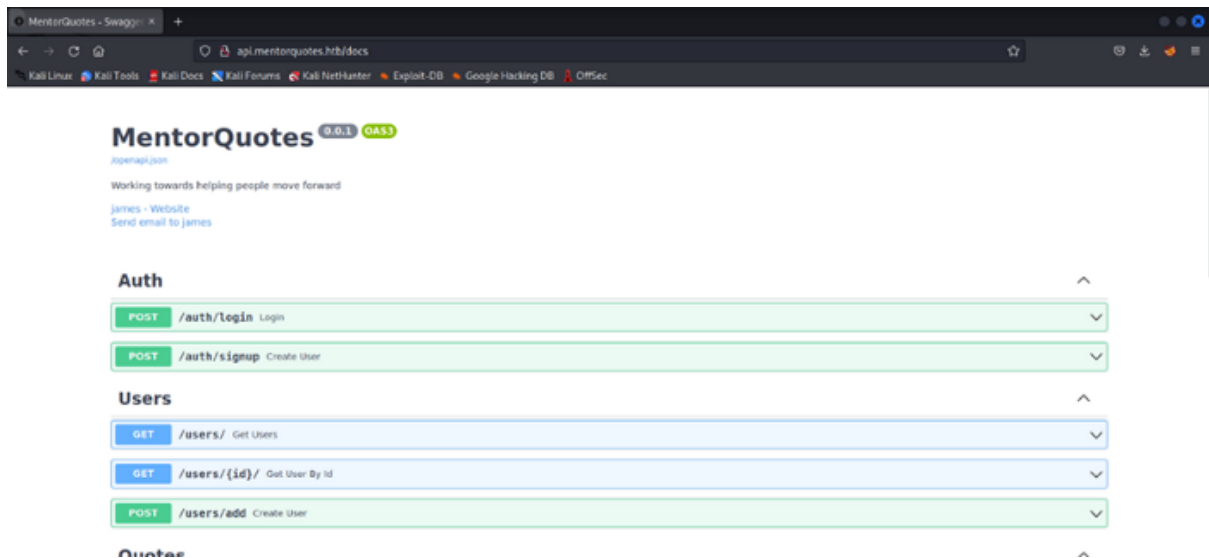 MentorQuotes - Swagge ×
+
api.mentorquotes.htb/docs
Kali Linux Kali Tools Kali Docs Kali Forums Kali NetHunter Exploit-DB Google Hacking DB OffSec
MentorQuotes 0.0.1 OAS3
/openapi.json
Working towards helping people move forward
james - Website
Send email to james
Auth
POST /auth/login Login
POST /auth/signup Create User
Users
GET /users/ Get Users
GET /users/{id}/ Get User By Id
POST /users/add Create User
Quotes